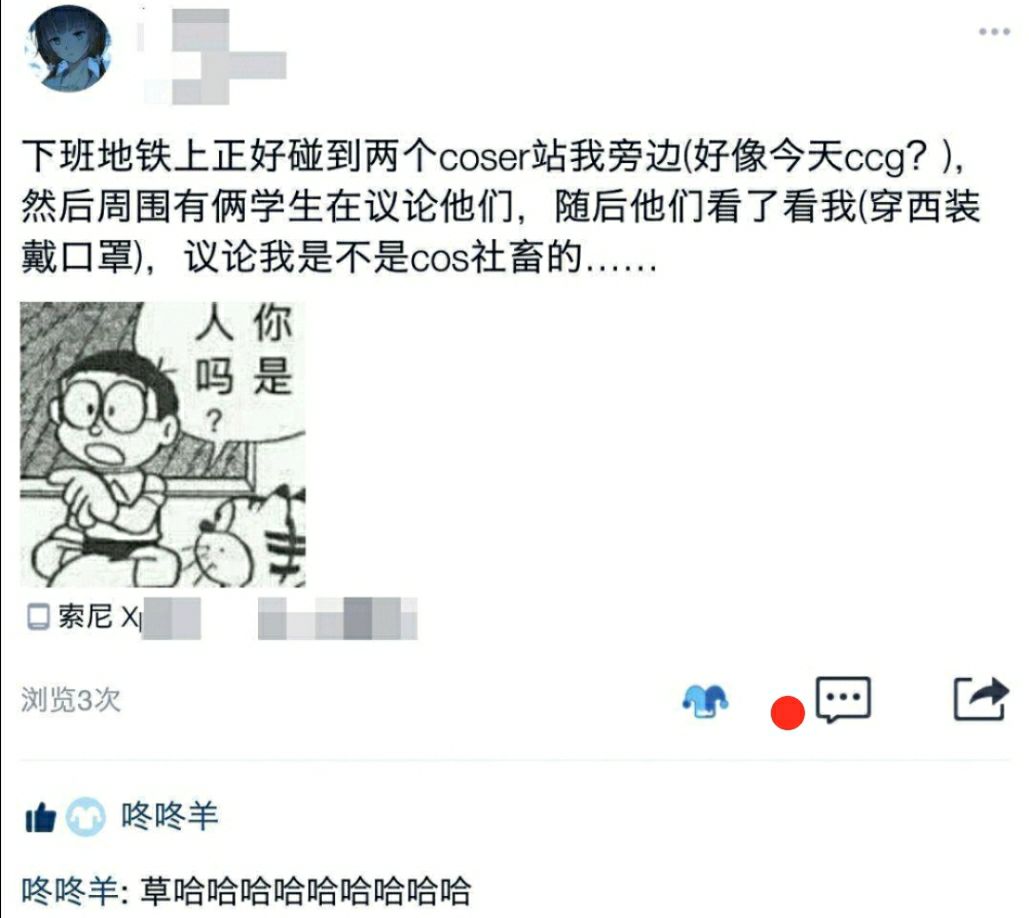 下班地铁上正好碰到两个coser站我旁边(好像今天ccg？),
然后周围有俩学生在议论他们，随后他们看了看我(穿西装
戴口罩)，议论我是不是cos社畜的……
你是
人吗？
索尼 Xp
浏览3次
咚咚羊
咚咚羊: 草哈哈哈哈哈哈哈哈哈